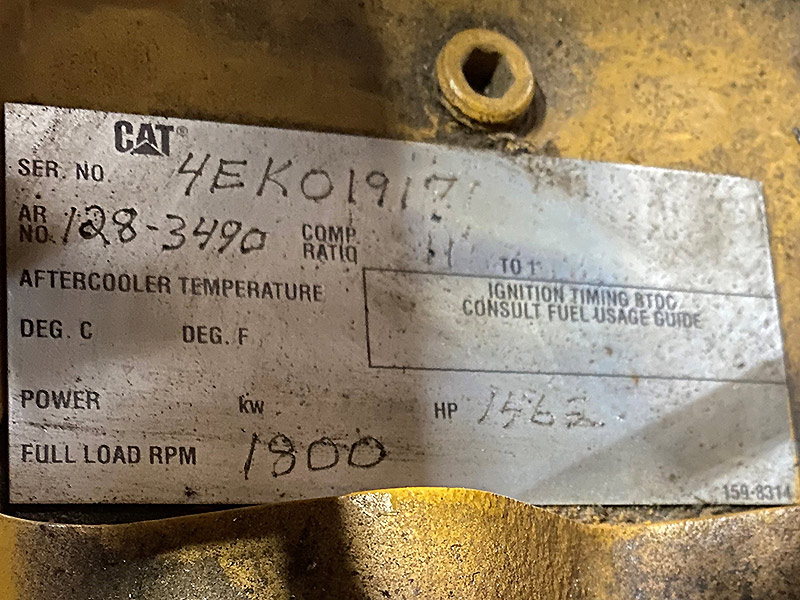 CAT®
SER. NO. 4EK01917
AR NO. 128-3490 COMP. RATIO 11 TO 1
AFTERCOOLER TEMPERATURE
IGNITION TIMING BTDC
CONSULT FUEL USAGE GUIDE
DEG. C DEG. F
POWER kw HP 1462
FULL LOAD RPM 1800
159-8314